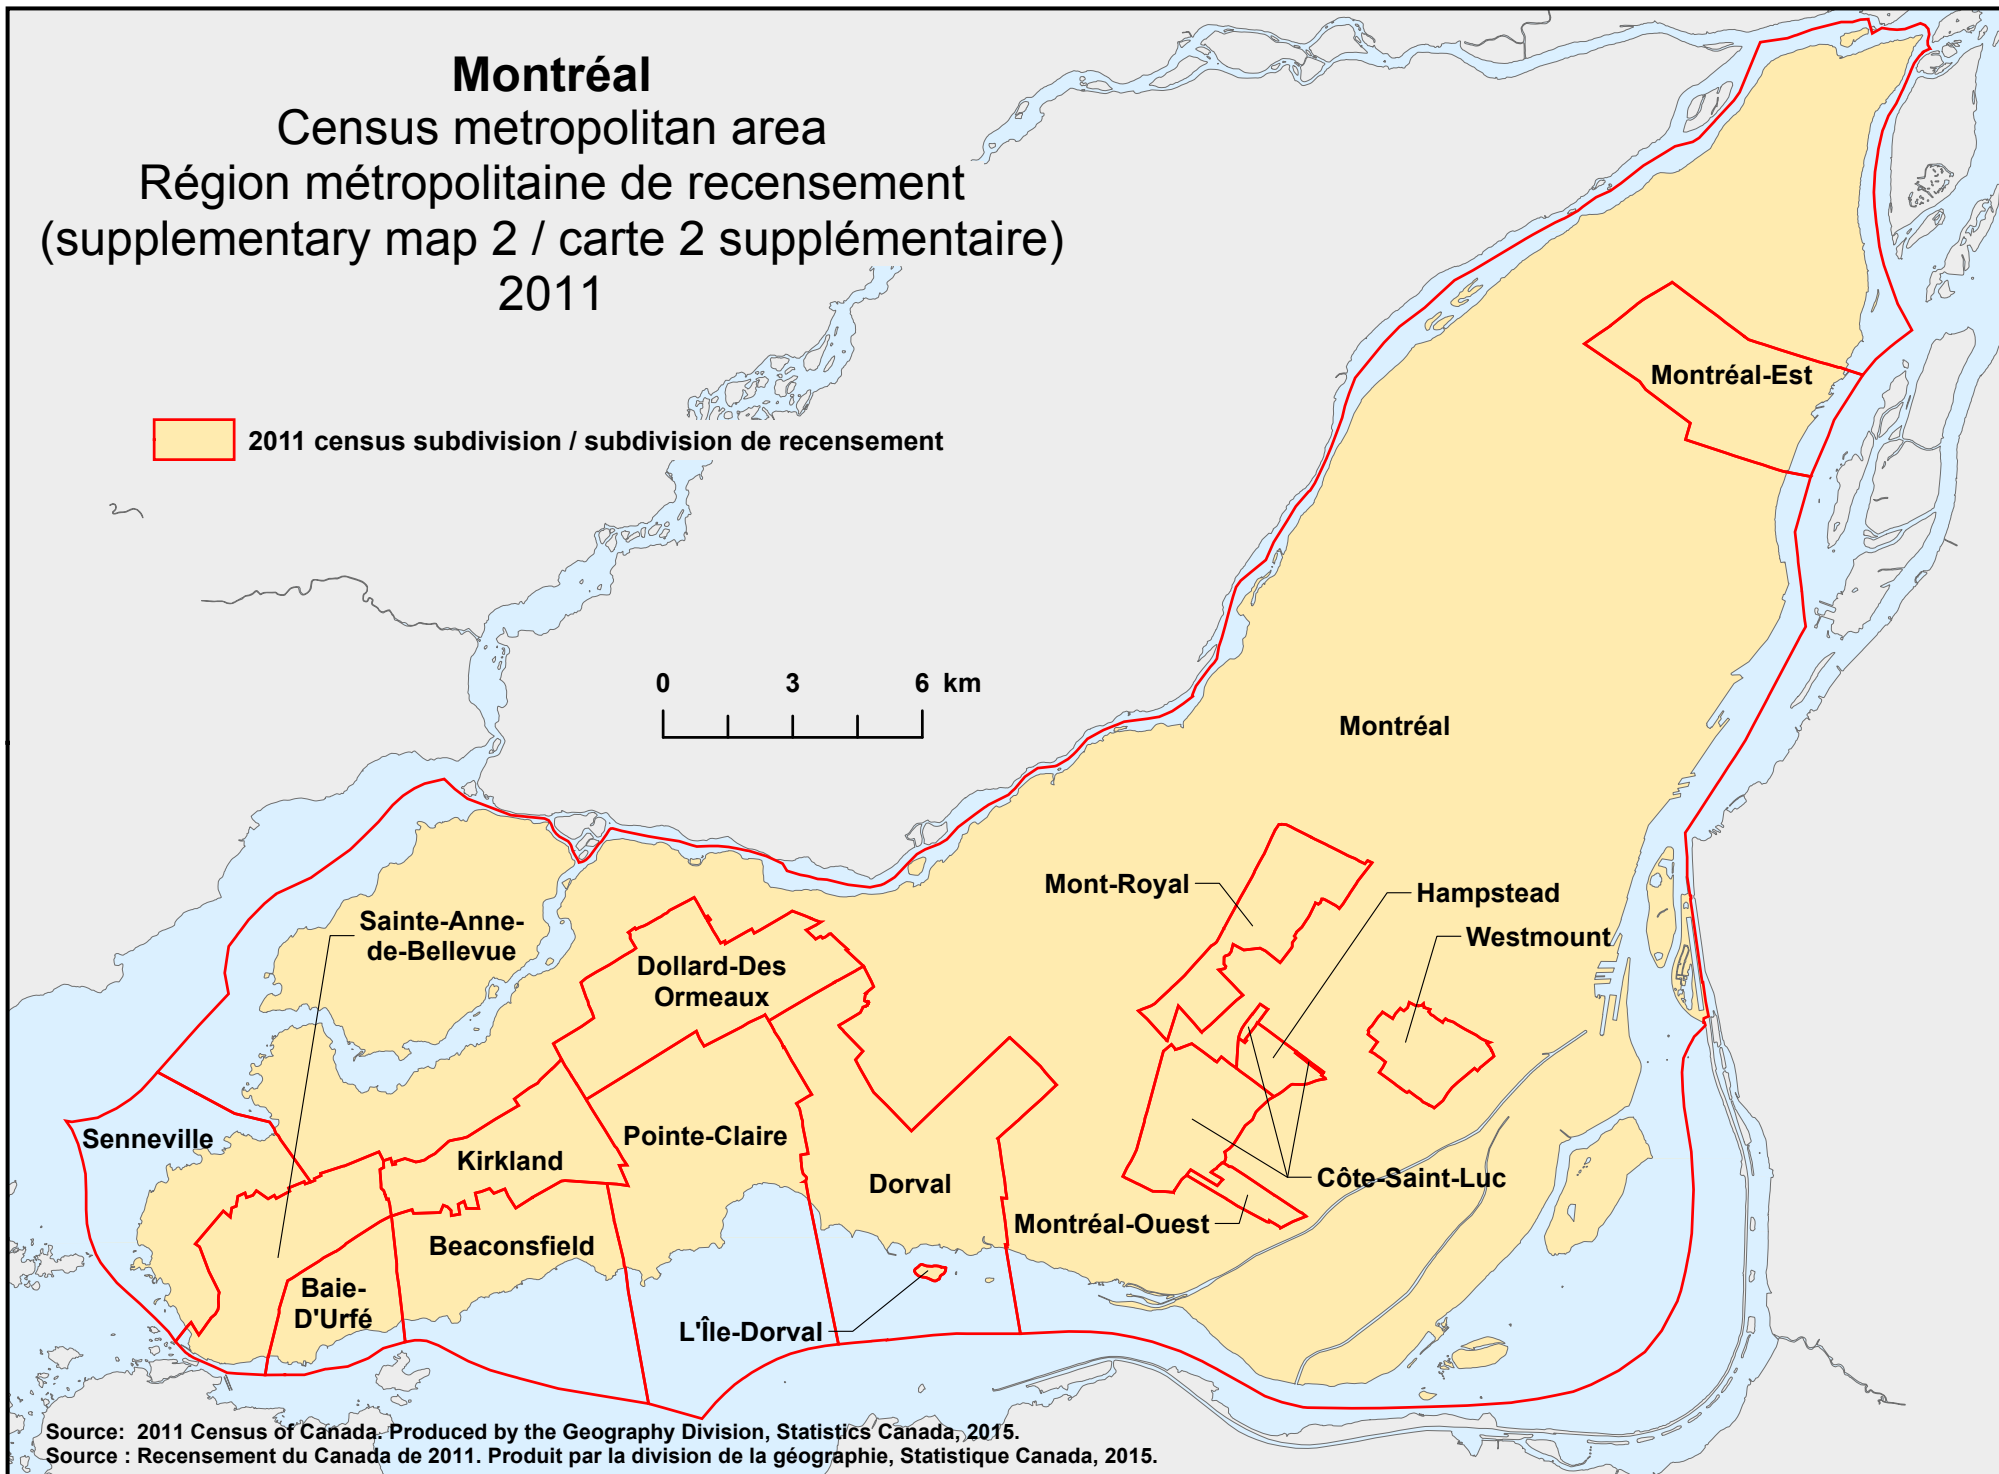 Montréal
Census metropolitan area
Région métropolitaine de recensement
(supplementary map 2 / carte 2 supplémentaire)
2011
2011 census subdivision / subdivision de recensement
0 3 6 km
Montréal-Est
Montréal
Mont-Royal
Hampstead
Westmount
Sainte-Anne-
de-Bellevue
Dollard-Des
Ormeaux
Senneville
Kirkland
Pointe-Claire
Dorval
Côte-Saint-Luc
Montréal-Ouest
Beaconsfield
Baie-
D'Urfé
L'Île-Dorval
Source: 2011 Census of Canada. Produced by the Geography Division, Statistics Canada, 2015.
Source : Recensement du Canada de 2011. Produit par la division de la géographie, Statistique Canada, 2015.